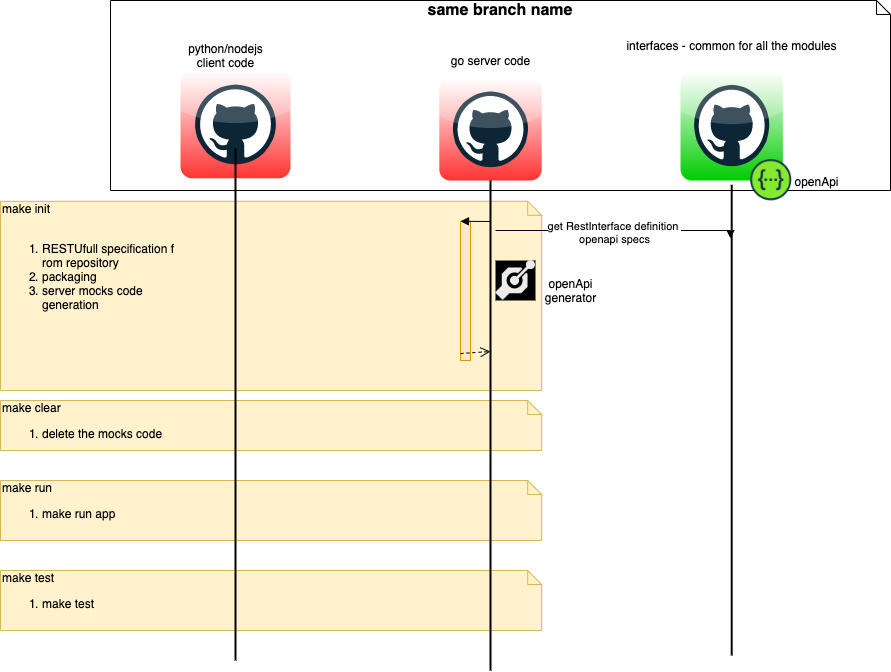 same branch name
python/nodejs
client code
go server code
interfaces - common for all the modules
{···}
openApi
make init
1. RESTUfull specification f
rom repository
2. packaging
3. server mocks code
generation
get RestInterface definition
openapi specs
openApi
generator
make clear
1. delete the mocks code
make run
1. make run app
make test
1. make test